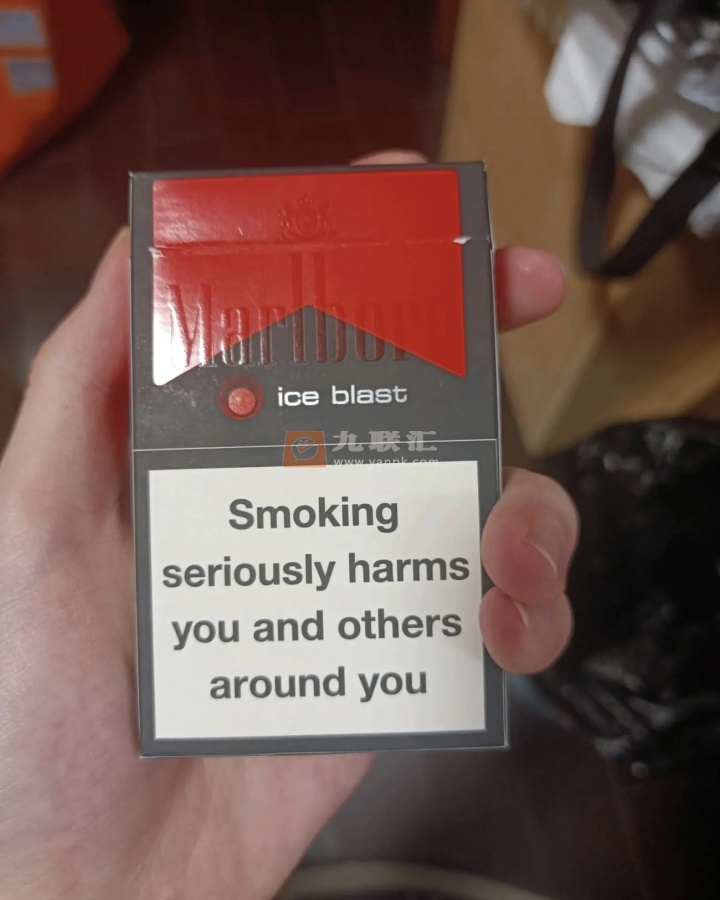 Marlboro
ice blast
九联汇
www.yanpk.com
Smoking
seriously harms
you and others
around you